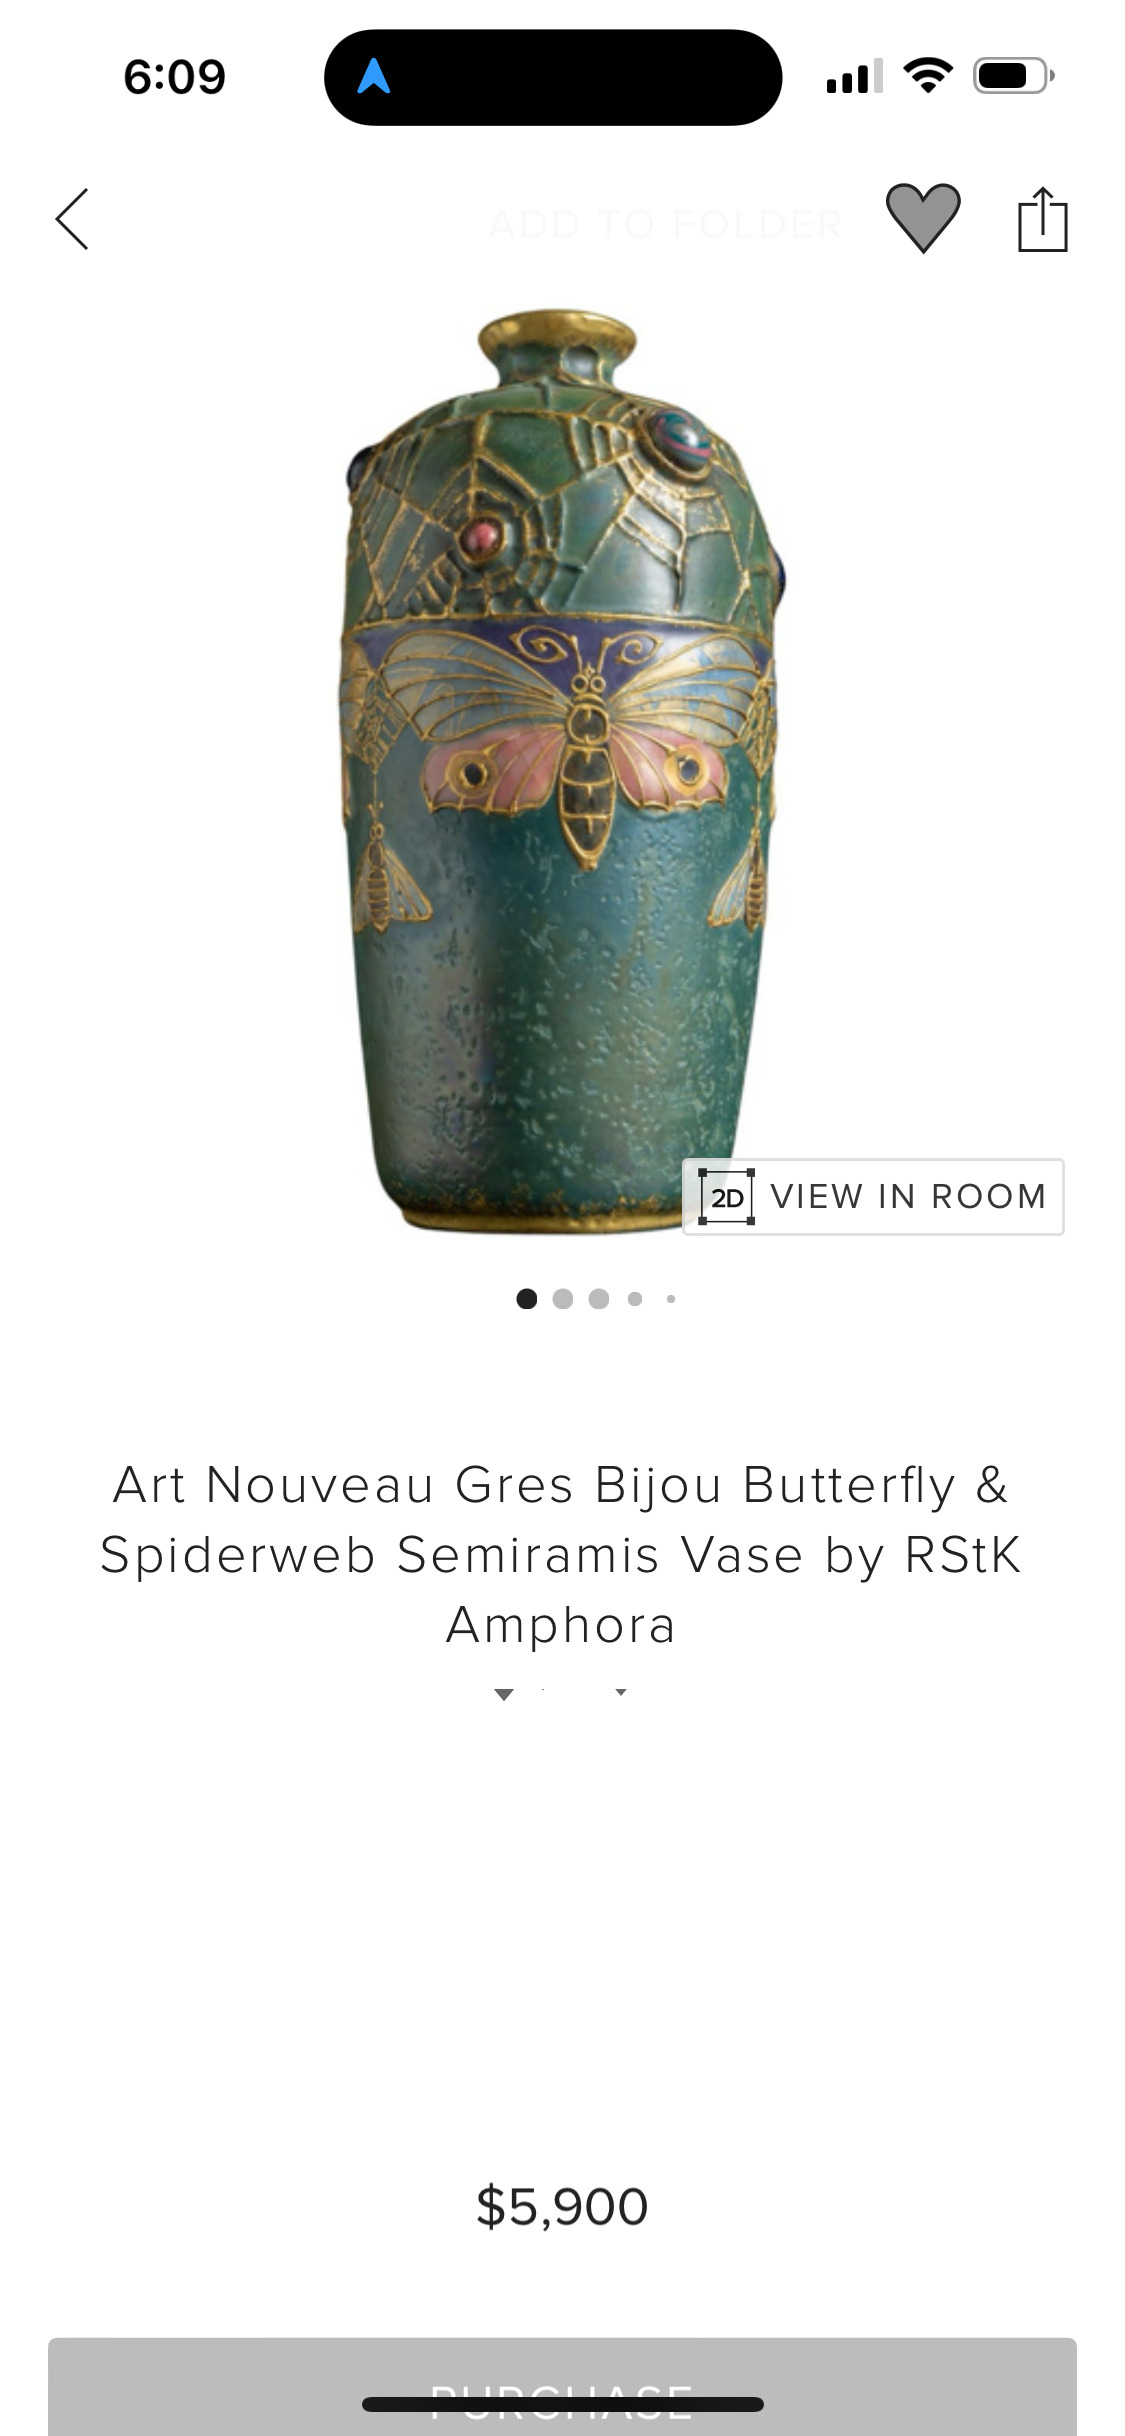 6:09
ADD TO FOLDER
2D VIEW IN ROOM
Art Nouveau Gres Bijou Butterfly &
Spiderweb Semiramis Vase by RStK
Amphora
$5,900
PURCHASE